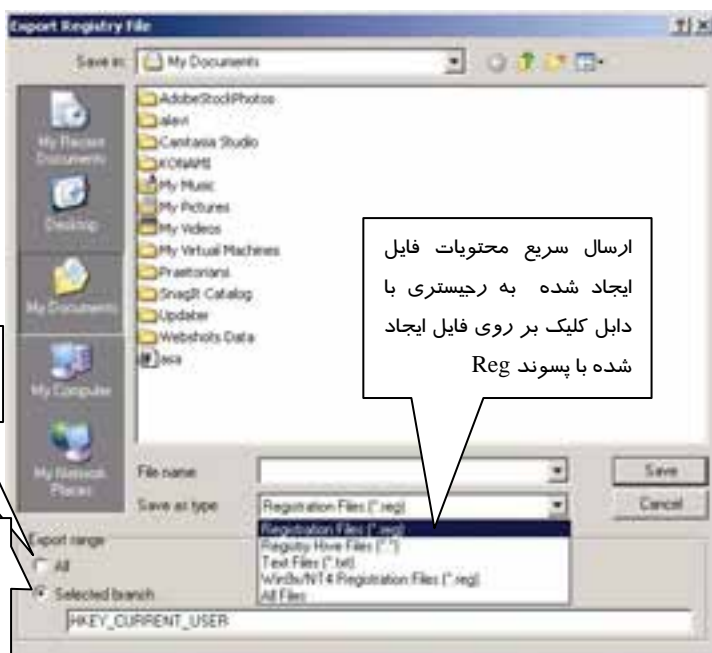 Export Registry File
Save in:
My Documents
AdobeStockPhotos
alavi
Camtasia Studio
KONAMI
My Music
My Pictures
My Videos
My Virtual Machines
Praetorians
SnagIt Catalog
Updater
Webshots Data
asa
My Recent Documents
Desktop
My Documents
My Computer
My Network Places
ارسال سریع محتویات فایل
ایجاد شده به رجیستری با
دابل کلیک بر روی فایل ایجاد
شده با پسوند Reg
File name:
Save
Save as type:
Registration Files (*.reg)
Cancel
Registration Files (*.reg)
Registry Hive Files (*.*)
Text Files (*.txt)
Win9x/NT4 Registration Files (*.reg)
All Files
Export range
All
Selected branch
HKEY_CURRENT_USER